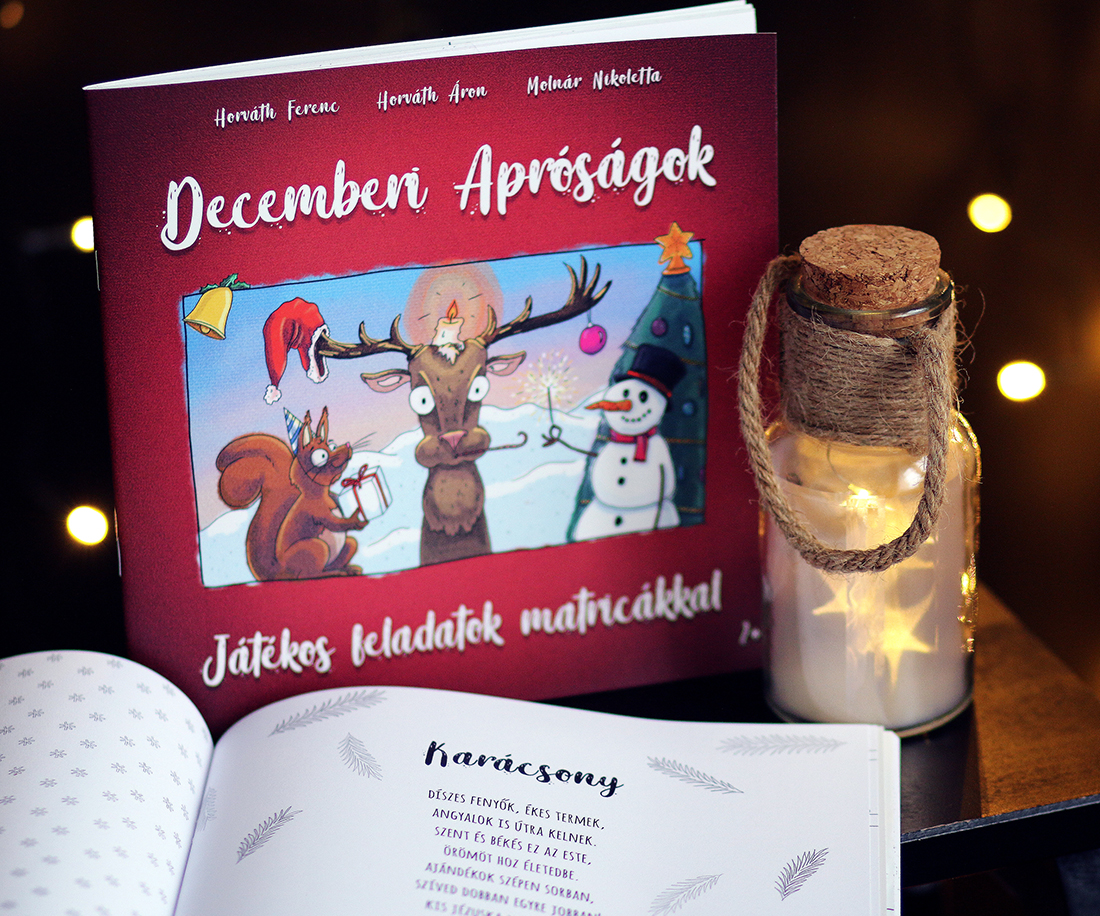 Horváth Ferenc Horváth Áron Molnár Nikoletta
Decemberi Apróságok
Játékos feladatok matricákkal
Karácsony
DÍSZES FENYŐK, ÉKES TERMEK,
ANGYALOK IS ÚTRA KELNEK.
SZENT ÉS BÉKÉS EZ AZ ESTE,
ÖRÖMÖT HOZ ÉLETEDBE.
AJÁNDÉKOK SZÉPEN SORBAN,
SZÍVED DOBBAN EGYRE JOBBAN!